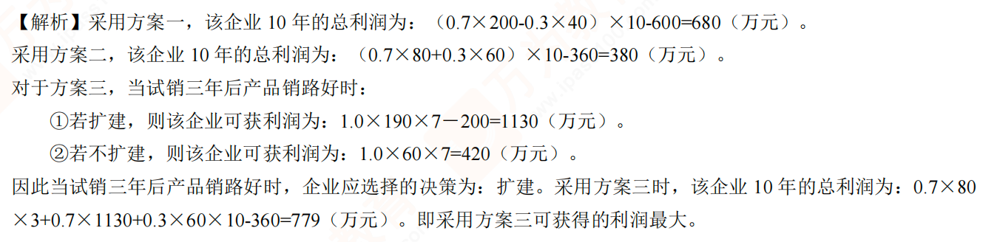 【解析】采用方案一，该企业 10 年的总利润为：（0.7×200-0.3×40）×10-600=680（万元）。
采用方案二，该企业 10 年的总利润为：（0.7×80+0.3×60）×10-360=380（万元）。
对于方案三，当试销三年后产品销路好时：
①若扩建，则该企业可获利润为：1.0×190×7－200=1130（万元）。
②若不扩建，则该企业可获利润为：1.0×60×7=420（万元）。
因此当试销三年后产品销路好时，企业应选择的决策为：扩建。采用方案三时，该企业 10 年的总利润为：0.7×80
×3+0.7×1130+0.3×60×10-360=779（万元）。即采用方案三可获得的利润最大。